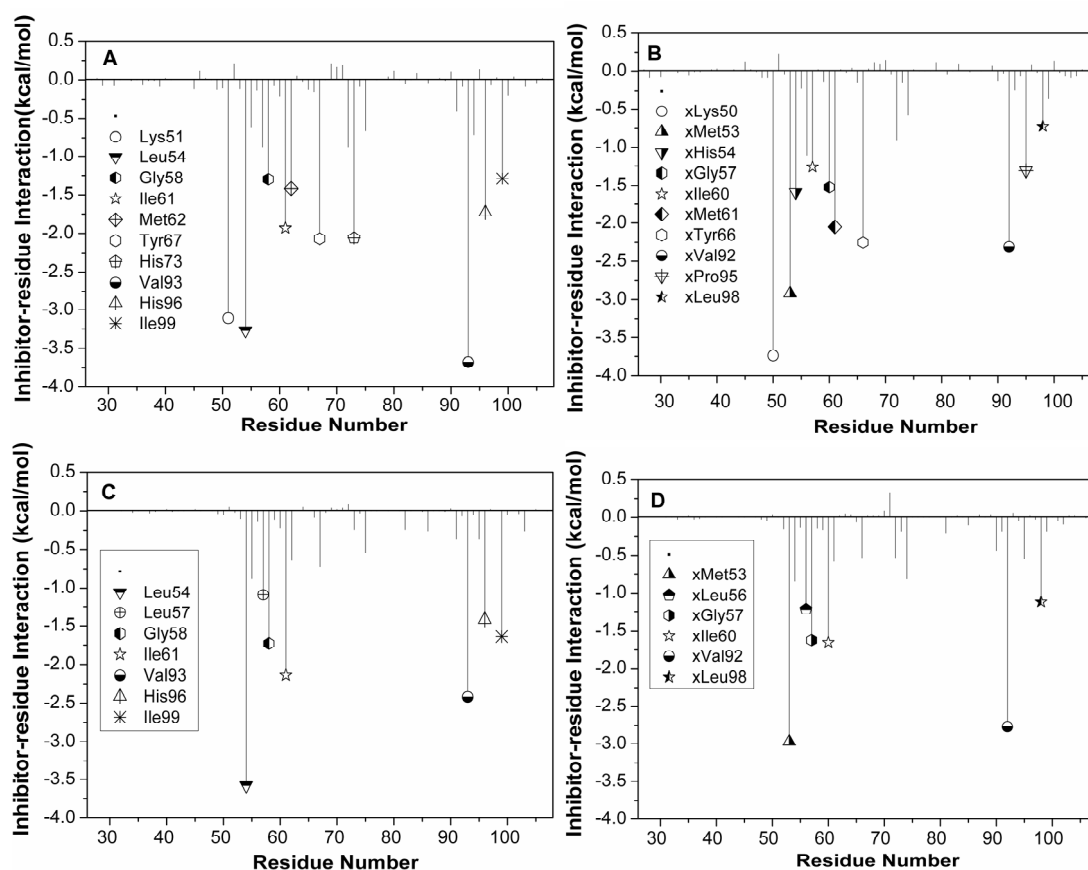 A
Inhibitor-residue Interaction(kcal/mol)
0.5
0.0
-0.5
-1.0
-1.5
-2.0
-2.5
-3.0
-3.5
-4.0
Lys51
Leu54
Gly58
Ile61
Met62
Tyr67
His73
Val93
His96
Ile99
30 40 50 60 70 80 90 100
Residue Number
B
Inhibitor-residue Interaction (kcal/mol)
0.5
0.0
-0.5
-1.0
-1.5
-2.0
-2.5
-3.0
-3.5
-4.0
xLys50
xMet53
xHis54
xGly57
xIle60
xMet61
xTyr66
xVal92
xPro95
xLeu98
30 40 50 60 70 80 90 100
Residue Number
C
Inhibitor-residue Interaction (kcal/mol)
0.5
0.0
-0.5
-1.0
-1.5
-2.0
-2.5
-3.0
-3.5
-4.0
Leu54
Leu57
Gly58
Ile61
Val93
His96
Ile99
30 40 50 60 70 80 90 100
Residue Number
D
Inhibitor-residue Interaction (kcal/mol)
0.5
0.0
-0.5
-1.0
-1.5
-2.0
-2.5
-3.0
-3.5
-4.0
xMet53
xLeu56
xGly57
xIle60
xVal92
xLeu98
30 40 50 60 70 80 90 100
Residue Number